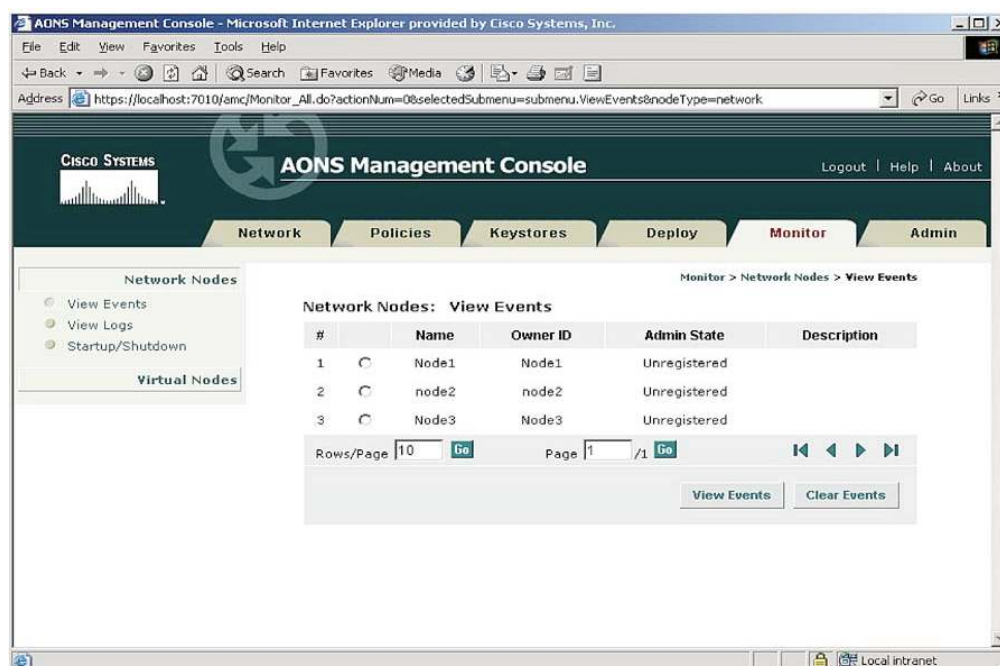 AONS Management Console - Microsoft Internet Explorer provided by Cisco Systems, Inc.
File Edit View Favorites Tools Help
Back Search Favorites Media
Address https://localhost:7010/amc/Monitor_All.do?actionNum=0&selectedSubmenu=submenu.ViewEvents&nodeType=network Go Links
CISCO SYSTEMS
AONS Management Console
Logout | Help | About
Network Policies Keystores Deploy Monitor Admin
Network Nodes
View Events
View Logs
Startup/Shutdown
Virtual Nodes
Monitor > Network Nodes > View Events
Network Nodes: View Events
# Name Owner ID Admin State Description
1 Node1 Node1 Unregistered
2 node2 node2 Unregistered
3 Node3 Node3 Unregistered
Rows/Page 10 Go Page 1 /1 Go
View Events Clear Events
Local intranet